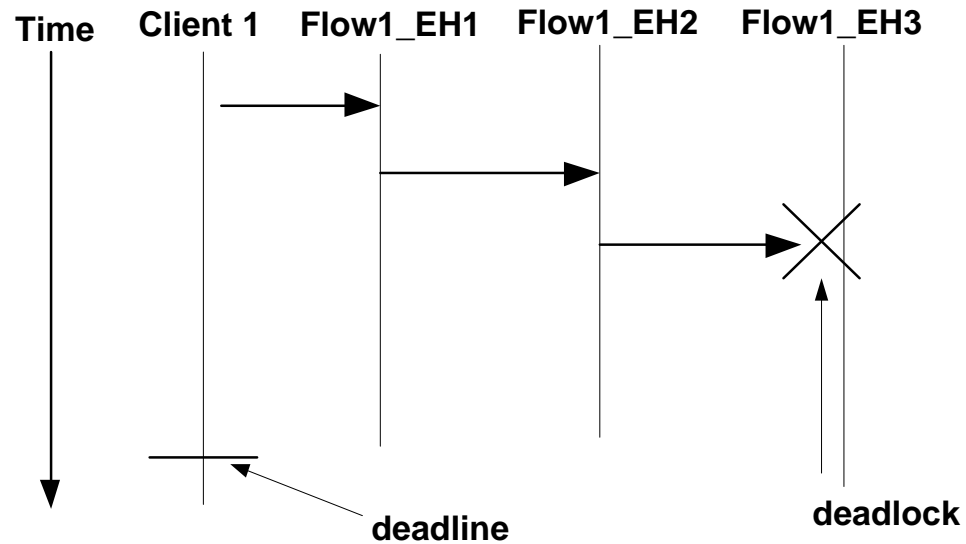 Time
Client 1
Flow1_EH1
Flow1_EH2
Flow1_EH3
deadline
deadlock